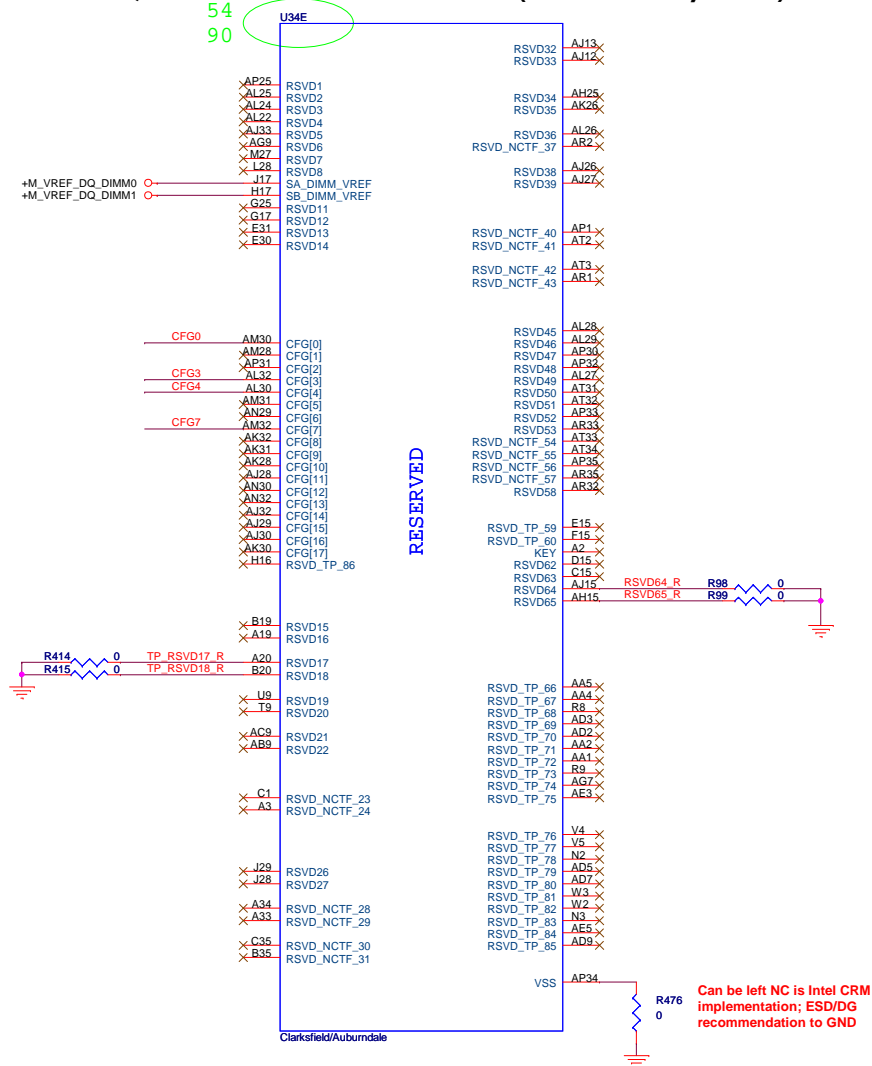 54
90
U34E
AP25 RSVD1
AL25 RSVD2
AL24 RSVD3
AL22 RSVD4
AJ33 RSVD5
AG9 RSVD6
M27 RSVD7
L28 RSVD8
+M_VREF_DQ_DIMM0 J17 SA_DIMM_VREF
+M_VREF_DQ_DIMM1 H17 SB_DIMM_VREF
G25 RSVD11
G17 RSVD12
E31 RSVD13
E30 RSVD14
CFG0 AM30 CFG[0]
AM28 CFG[1]
AP31 CFG[2]
CFG3 AL32 CFG[3]
CFG4 AL30 CFG[4]
AM31 CFG[5]
AN29 CFG[6]
CFG7 AM32 CFG[7]
AK32 CFG[8]
AK31 CFG[9]
AK28 CFG[10]
AJ28 CFG[11]
AN30 CFG[12]
AN32 CFG[13]
AJ32 CFG[14]
AJ29 CFG[15]
AJ30 CFG[16]
AK30 CFG[17]
H16 RSVD_TP_86
B19 RSVD15
A19 RSVD16
R414 0 TP_RSVD17_R A20 RSVD17
R415 0 TP_RSVD18_R B20 RSVD18
U9 RSVD19
T9 RSVD20
AC9 RSVD21
AB9 RSVD22
C1 RSVD_NCTF_23
A3 RSVD_NCTF_24
J29 RSVD26
J28 RSVD27
A34 RSVD_NCTF_28
A33 RSVD_NCTF_29
C35 RSVD_NCTF_30
B35 RSVD_NCTF_31
RESERVED
RSVD32 AJ13
RSVD33 AJ12
RSVD34 AH25
RSVD35 AK26
RSVD36 AL26
RSVD_NCTF_37 AR2
RSVD38 AJ26
RSVD39 AJ27
RSVD_NCTF_40 AP1
RSVD_NCTF_41 AT2
RSVD_NCTF_42 AT3
RSVD_NCTF_43 AR1
RSVD45 AL28
RSVD46 AL29
RSVD47 AP30
RSVD48 AP32
RSVD49 AL27
RSVD50 AT31
RSVD51 AT32
RSVD52 AP33
RSVD53 AR33
RSVD_NCTF_54 AT33
RSVD_NCTF_55 AT34
RSVD_NCTF_56 AP35
RSVD_NCTF_57 AR35
RSVD58 AR32
RSVD_TP_59 E15
RSVD_TP_60 F15
KEY A2
RSVD62 D15
RSVD63 C15
RSVD64 AJ15 RSVD64_R R98 0
RSVD65 AH15 RSVD65_R R99 0
RSVD_TP_66 AA5
RSVD_TP_67 AA4
RSVD_TP_68 R8
RSVD_TP_69 AD3
RSVD_TP_70 AD2
RSVD_TP_71 AA2
RSVD_TP_72 AA1
RSVD_TP_73 R9
RSVD_TP_74 AG7
RSVD_TP_75 AE3
RSVD_TP_76 V4
RSVD_TP_77 V5
RSVD_TP_78 N2
RSVD_TP_79 AD5
RSVD_TP_80 AD7
RSVD_TP_81 W3
RSVD_TP_82 W2
RSVD_TP_83 N3
RSVD_TP_84 AE5
RSVD_TP_85 AD9
VSS AP34
R476
0
Can be left NC is Intel CRM
implementation; ESD/DG
recommendation to GND
Clarksfield/Auburndale